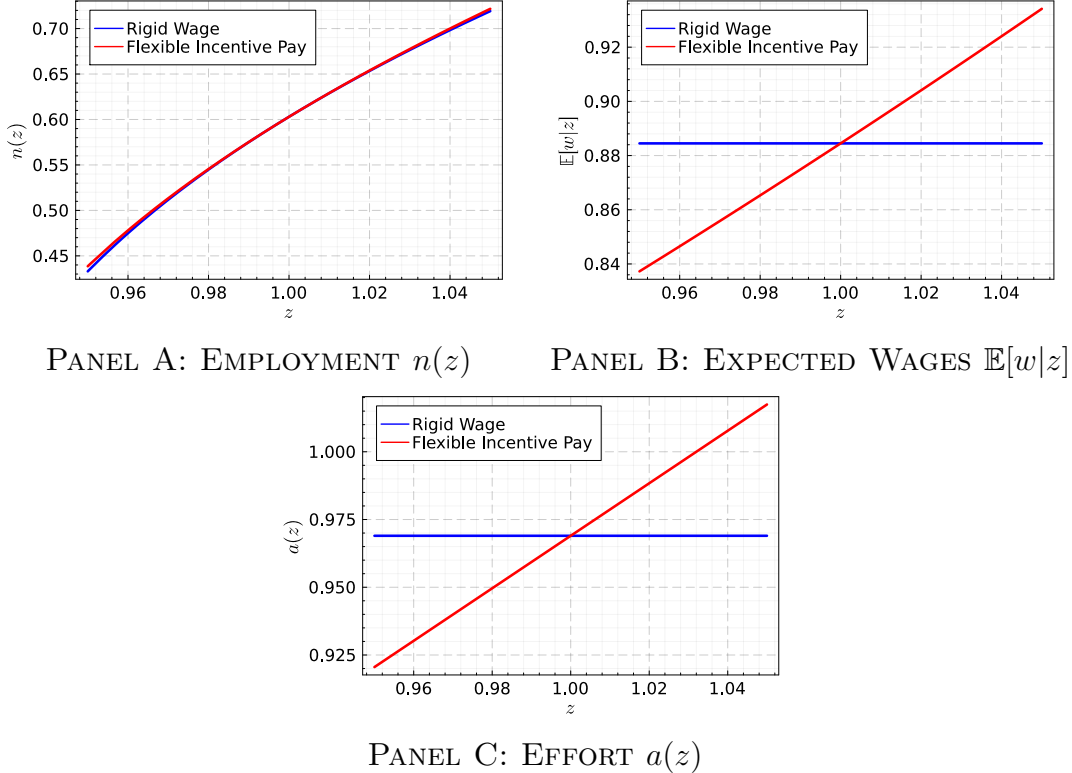 Rigid Wage
Flexible Incentive Pay
n(z)
0.70
0.65
0.60
0.55
0.50
0.45
0.96 0.98 1.00 1.02 1.04
z
PANEL A: EMPLOYMENT n(z)
Rigid Wage
Flexible Incentive Pay
𝔼[w|z]
0.92
0.90
0.88
0.86
0.84
0.96 0.98 1.00 1.02 1.04
z
PANEL B: EXPECTED WAGES 𝔼[w|z]
Rigid Wage
Flexible Incentive Pay
a(z)
1.000
0.975
0.950
0.925
0.96 0.98 1.00 1.02 1.04
z
PANEL C: EFFORT a(z)